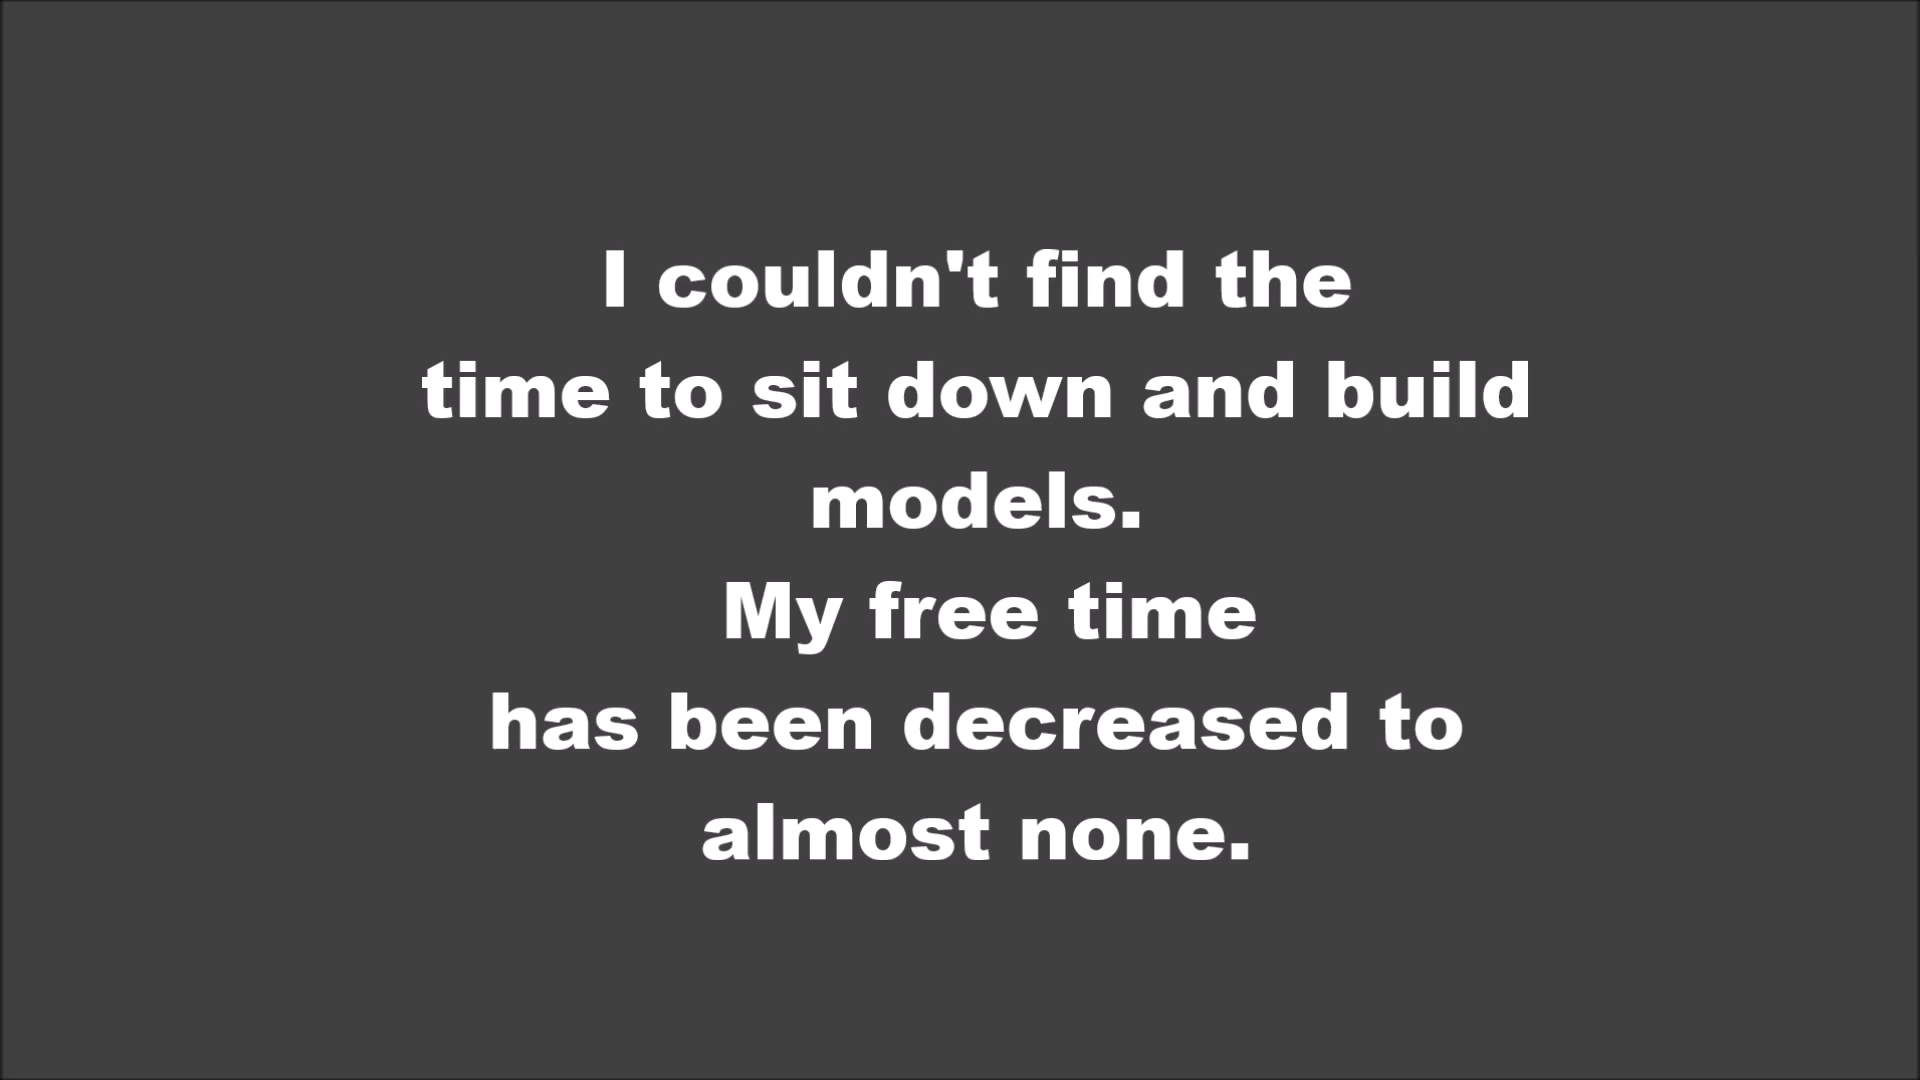 I couldn't find the
time to sit down and build
models.
My free time
has been decreased to
almost none.